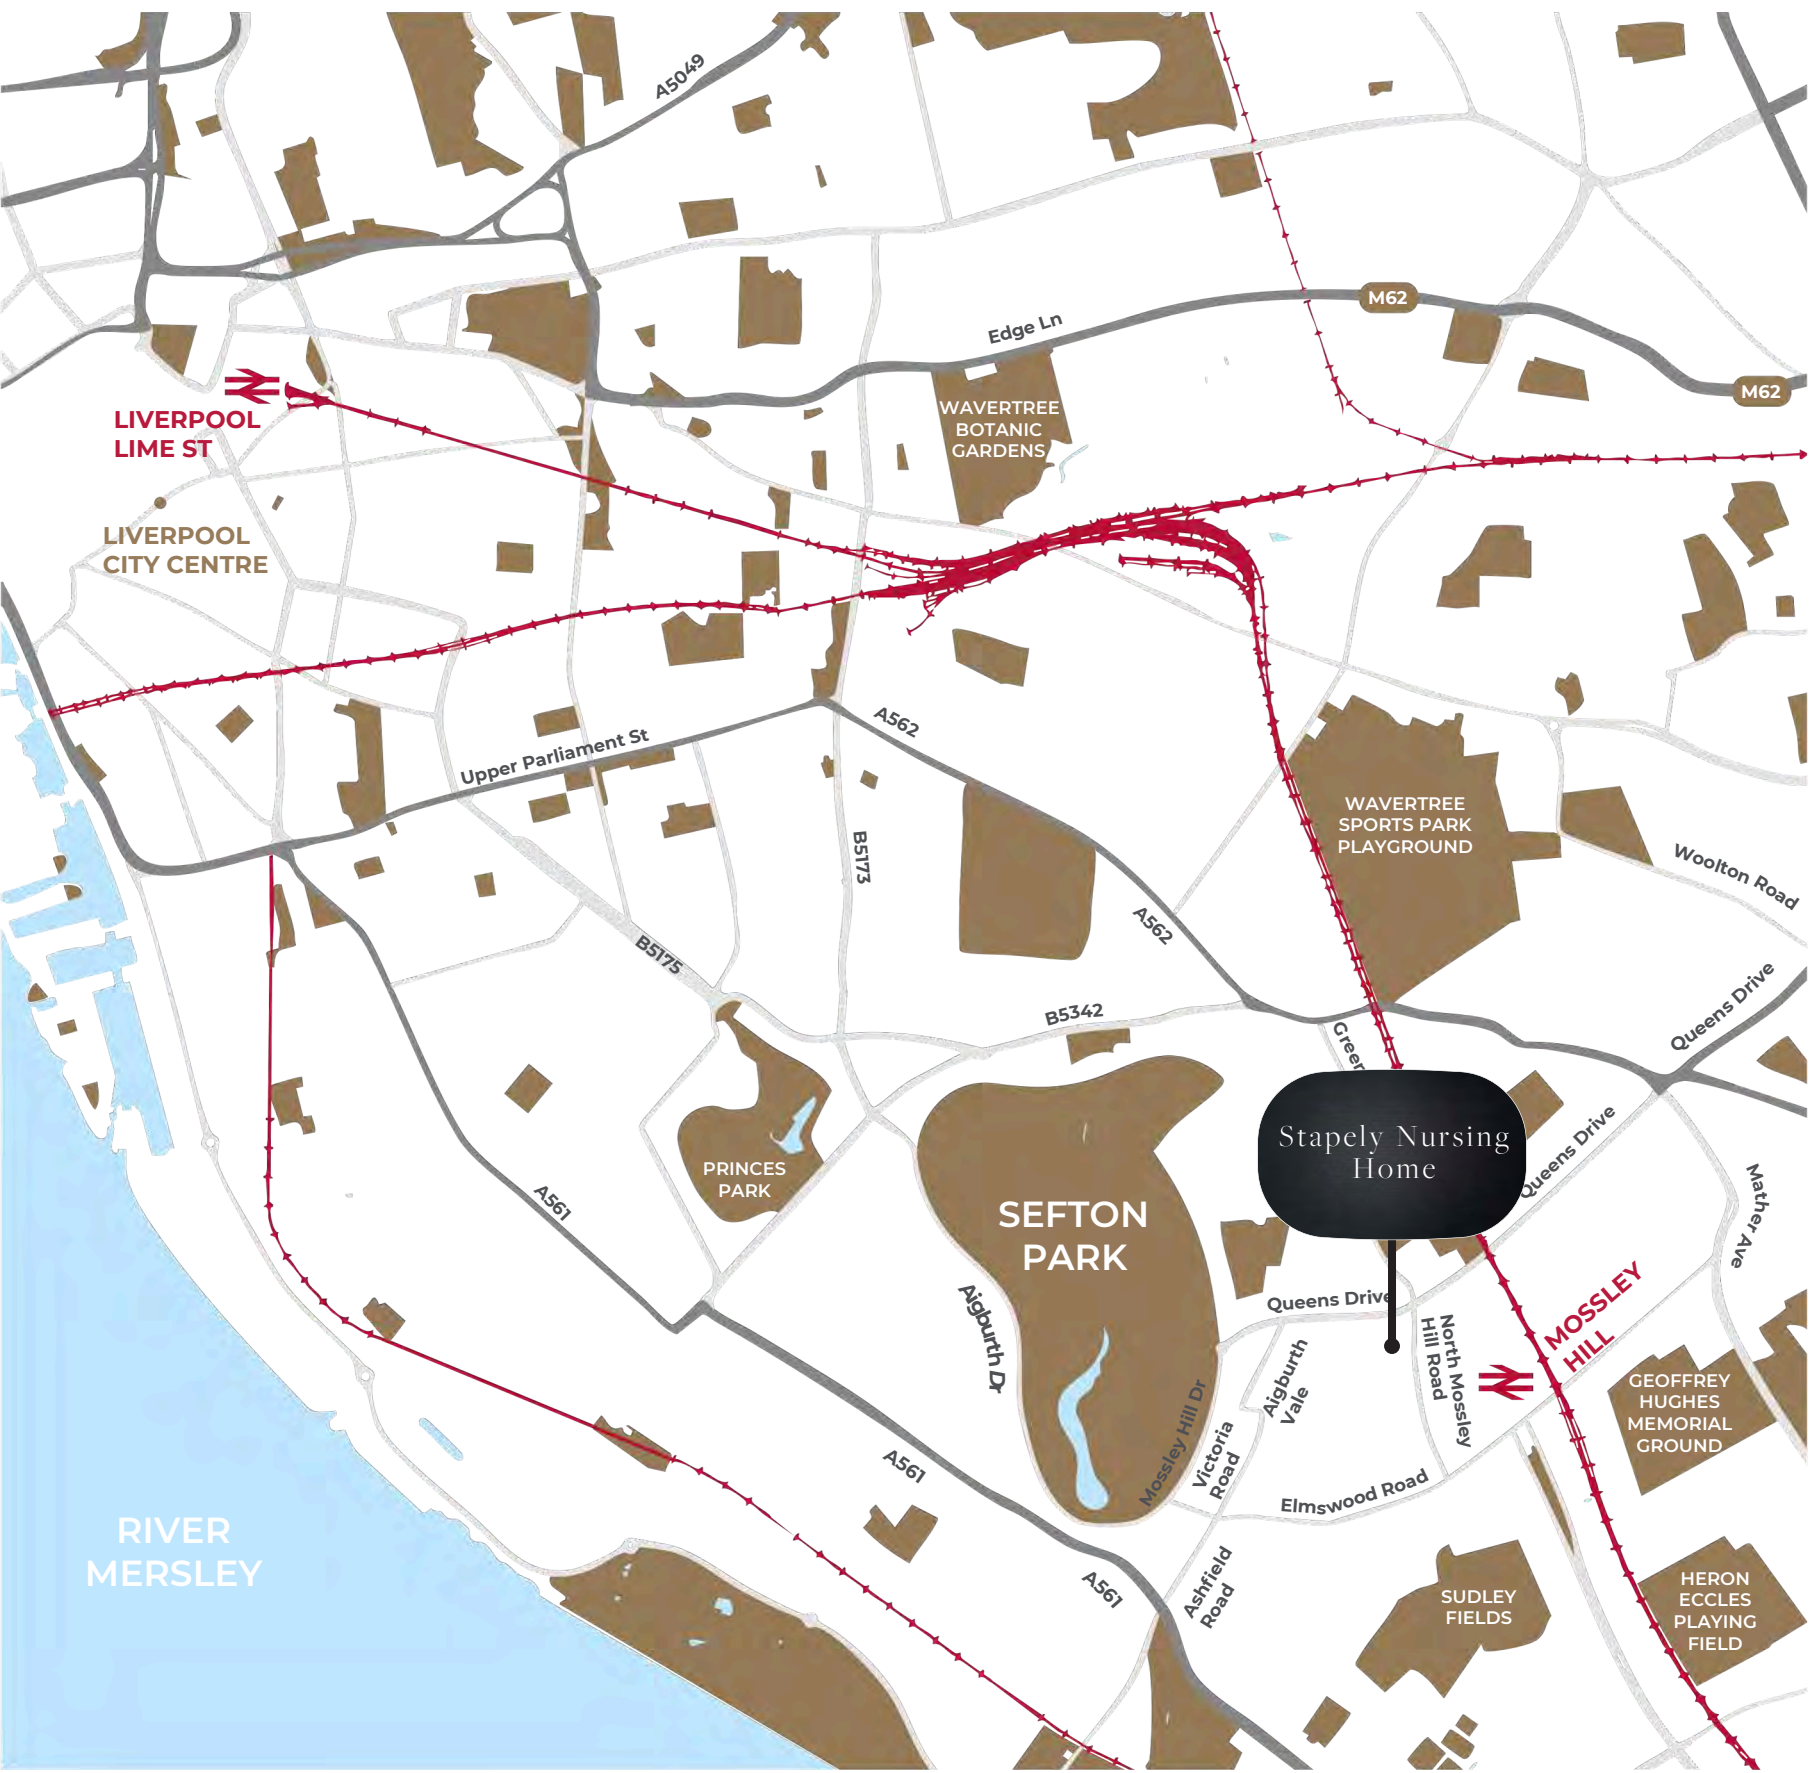 A5049
M62
Edge Ln
M62
WAVERTREE
BOTANIC
GARDENS
LIVERPOOL
LIME ST
LIVERPOOL
CITY CENTRE
A562
Upper Parliament St
WAVERTREE
SPORTS PARK
PLAYGROUND
B5173
Woolton Road
A562
B5175
Queens Drive
B5342
Green
Stapely Nursing
Home
Queens Drive
PRINCES
PARK
Mather Ave
A561
SEFTON
PARK
Queens Drive
MOSSLEY
HILL
Aigburth Dr
North Mossley
Hill Road
Aigburth
Vale
GEOFFREY
HUGHES
MEMORIAL
GROUND
Mossley Hill Dr
Victoria
Road
A561
Elmswood Road
RIVER
MERSLEY
A561
Ashfield
Road
SUDLEY
FIELDS
HERON
ECCLES
PLAYING
FIELD